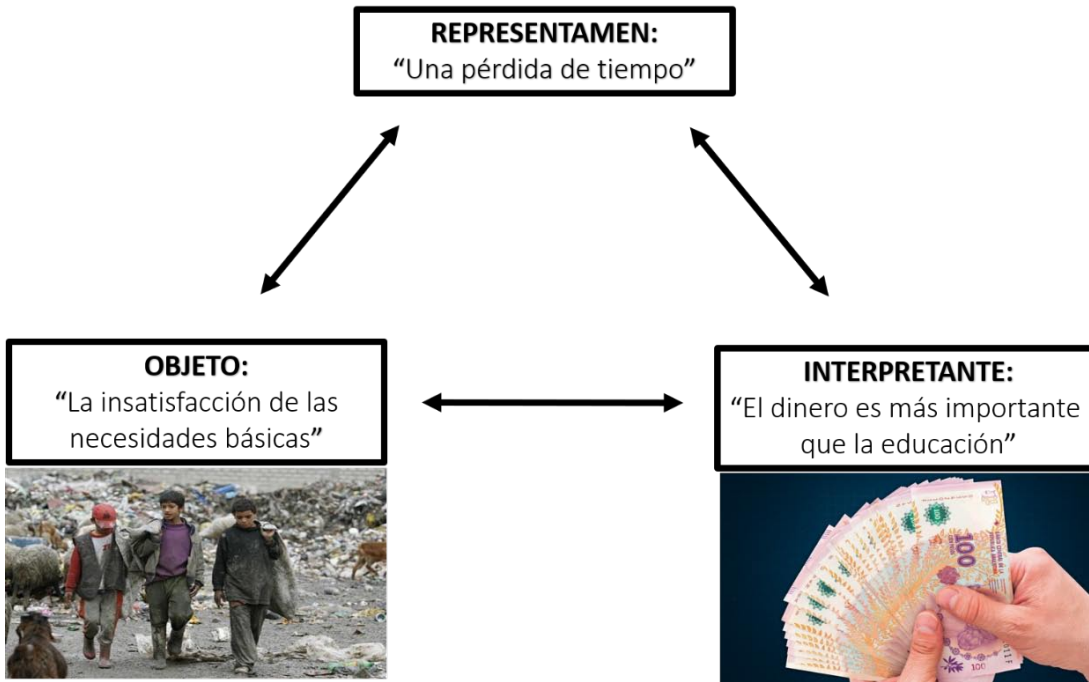 REPRESENTAMEN:
“Una pérdida de tiempo”
OBJETO:
“La insatisfacción de las
necesidades básicas”
INTERPRETANTE:
“El dinero es más importante
que la educación”
100
100